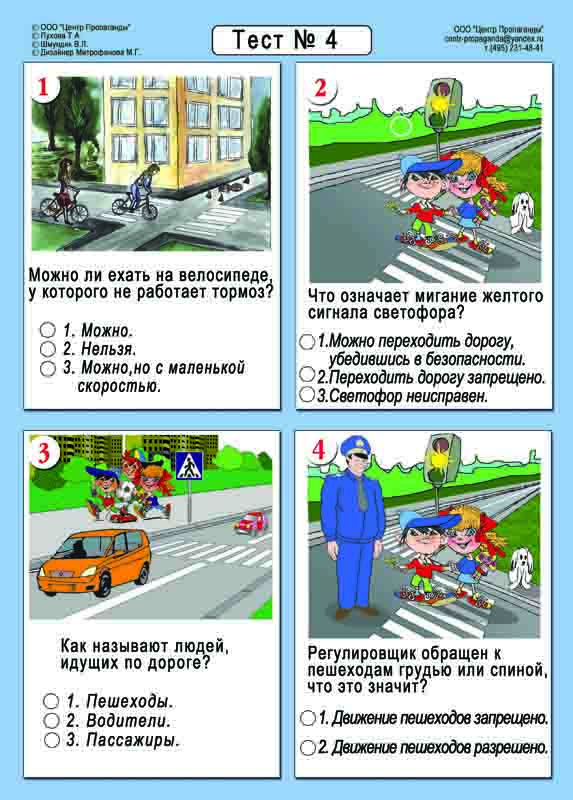 © ООО "Центр Пропаганды"
© Пухова Т.А.
© Шмундик В.Л.
© Дизайнер Митрофанова М.Г.
Тест № 4
ООО "Центр Пропаганды"
centr-propaganda@yandex.ru
т.(495) 231-48-41
1
Можно ли ехать на велосипеде,
у которого не работает тормоз?
1. Можно.
2. Нельзя.
3. Можно,но с маленькой
скоростью.
2
Что означает мигание желтого
сигнала светофора?
1.Можно переходить дорогу,
убедившись в безопасности.
2.Переходить дорогу запрещено.
3.Светофор неисправен.
3
Как называют людей,
идущих по дороге?
1. Пешеходы.
2. Водители.
3. Пассажиры.
4
Регулировщик обращен к
пешеходам грудью или спиной,
что это значит?
1. Движение пешеходов запрещено.
2. Движение пешеходов разрешено.